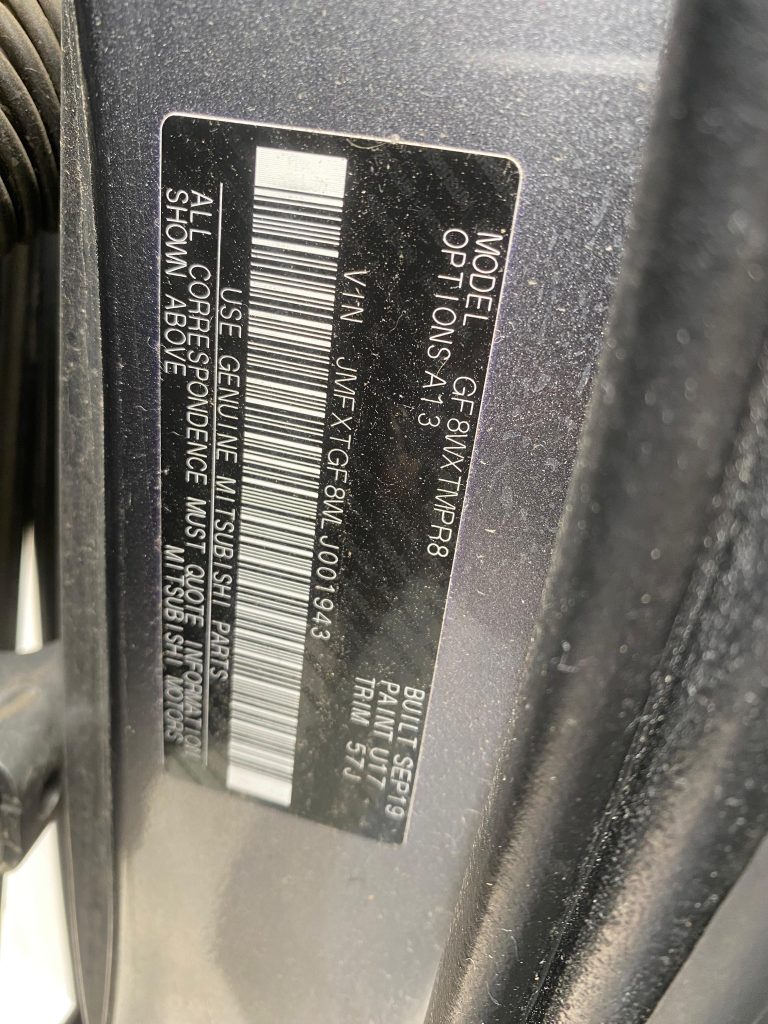 MODEL GF8WXTMPR8 BUILT SEP19
OPTIONS A13 PAINT U17
TRIM 57J
VIN JMFXTGF8WLJ001943
USE GENUINE MITSUBISHI PARTS
ALL CORRESPONDENCE MUST QUOTE INFORMATION
SHOWN ABOVE MITSUBISHI MOTORS